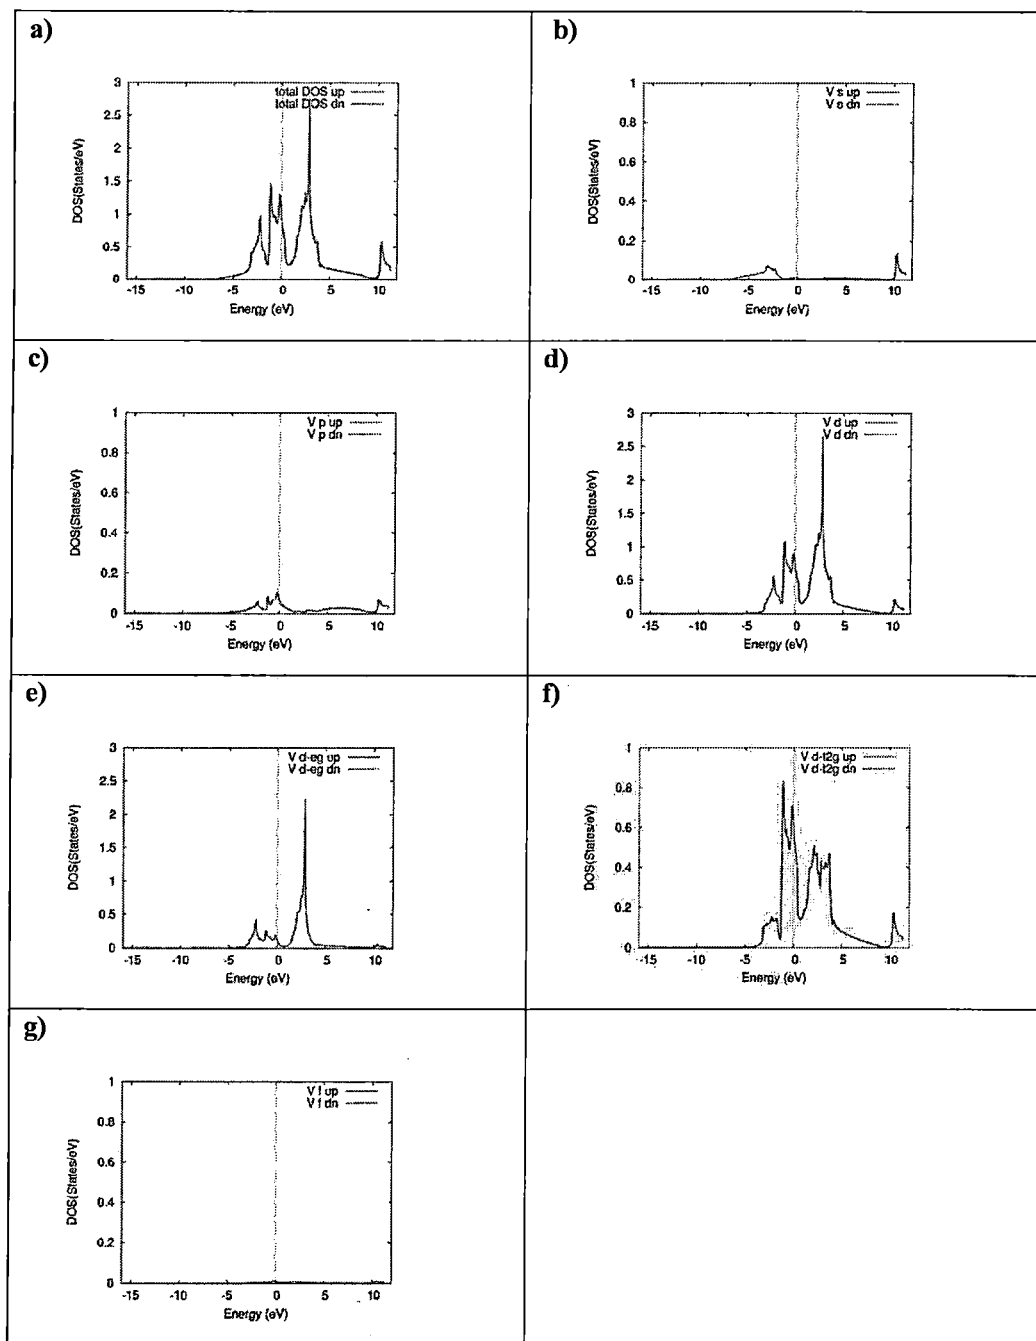 a)
total DOS up
total DOS dn
DOS(States/eV)
3
2.5
2
1.5
1
0.5
0
-15 -10 -5 0 5 10
Energy (eV)
b)
V s up
V s dn
DOS(States/eV)
1
0.8
0.6
0.4
0.2
0
-15 -10 -5 0 5 10
Energy (eV)
c)
V p up
V p dn
DOS(States/eV)
1
0.8
0.6
0.4
0.2
0
-15 -10 -5 0 5 10
Energy (eV)
d)
V d up
V d dn
DOS(States/eV)
3
2.5
2
1.5
1
0.5
0
-15 -10 -5 0 5 10
Energy (eV)
e)
V d-eg up
V d-eg dn
DOS(States/eV)
3
2.5
2
1.5
1
0.5
0
-15 -10 -5 0 5 10
Energy (eV)
f)
V d-t2g up
V d-t2g dn
DOS(States/eV)
1
0.8
0.6
0.4
0.2
0
-15 -10 -5 0 5 10
Energy (eV)
g)
V f up
V f dn
DOS(States/eV)
1
0.8
0.6
0.4
0.2
0
-15 -10 -5 0 5 10
Energy (eV)